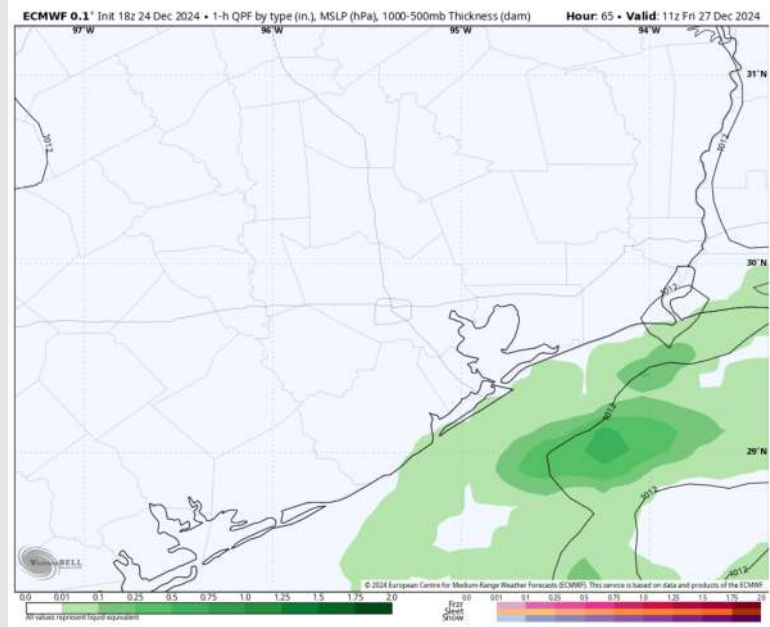 ECMWF 0.1° Init 18z 24 Dec 2024 • 1-h QPF by type (in.), MSLP (hPa), 1000-500mb Thickness (dam) Hour: 65 • Valid: 11z Fri 27 Dec 2024
97°W 96°W 95°W 94°W
31°N
1012
1012
30°N
1012
1012
29°N
1012
1012
WeatherBELL
© 2024 European Centre for Medium-Range Weather Forecasts (ECMWF). This service is based on data and products of the ECMWF
0.0 0.01 0.1 0.25 0.5 0.75 1.0 1.25 1.5 1.75 2.0
All values represent liquid equivalent
0.0 0.01 0.1 0.25 0.5 0.75 1.0 1.25 1.5 1.75 2.0
Frzr
Sleet
Snow